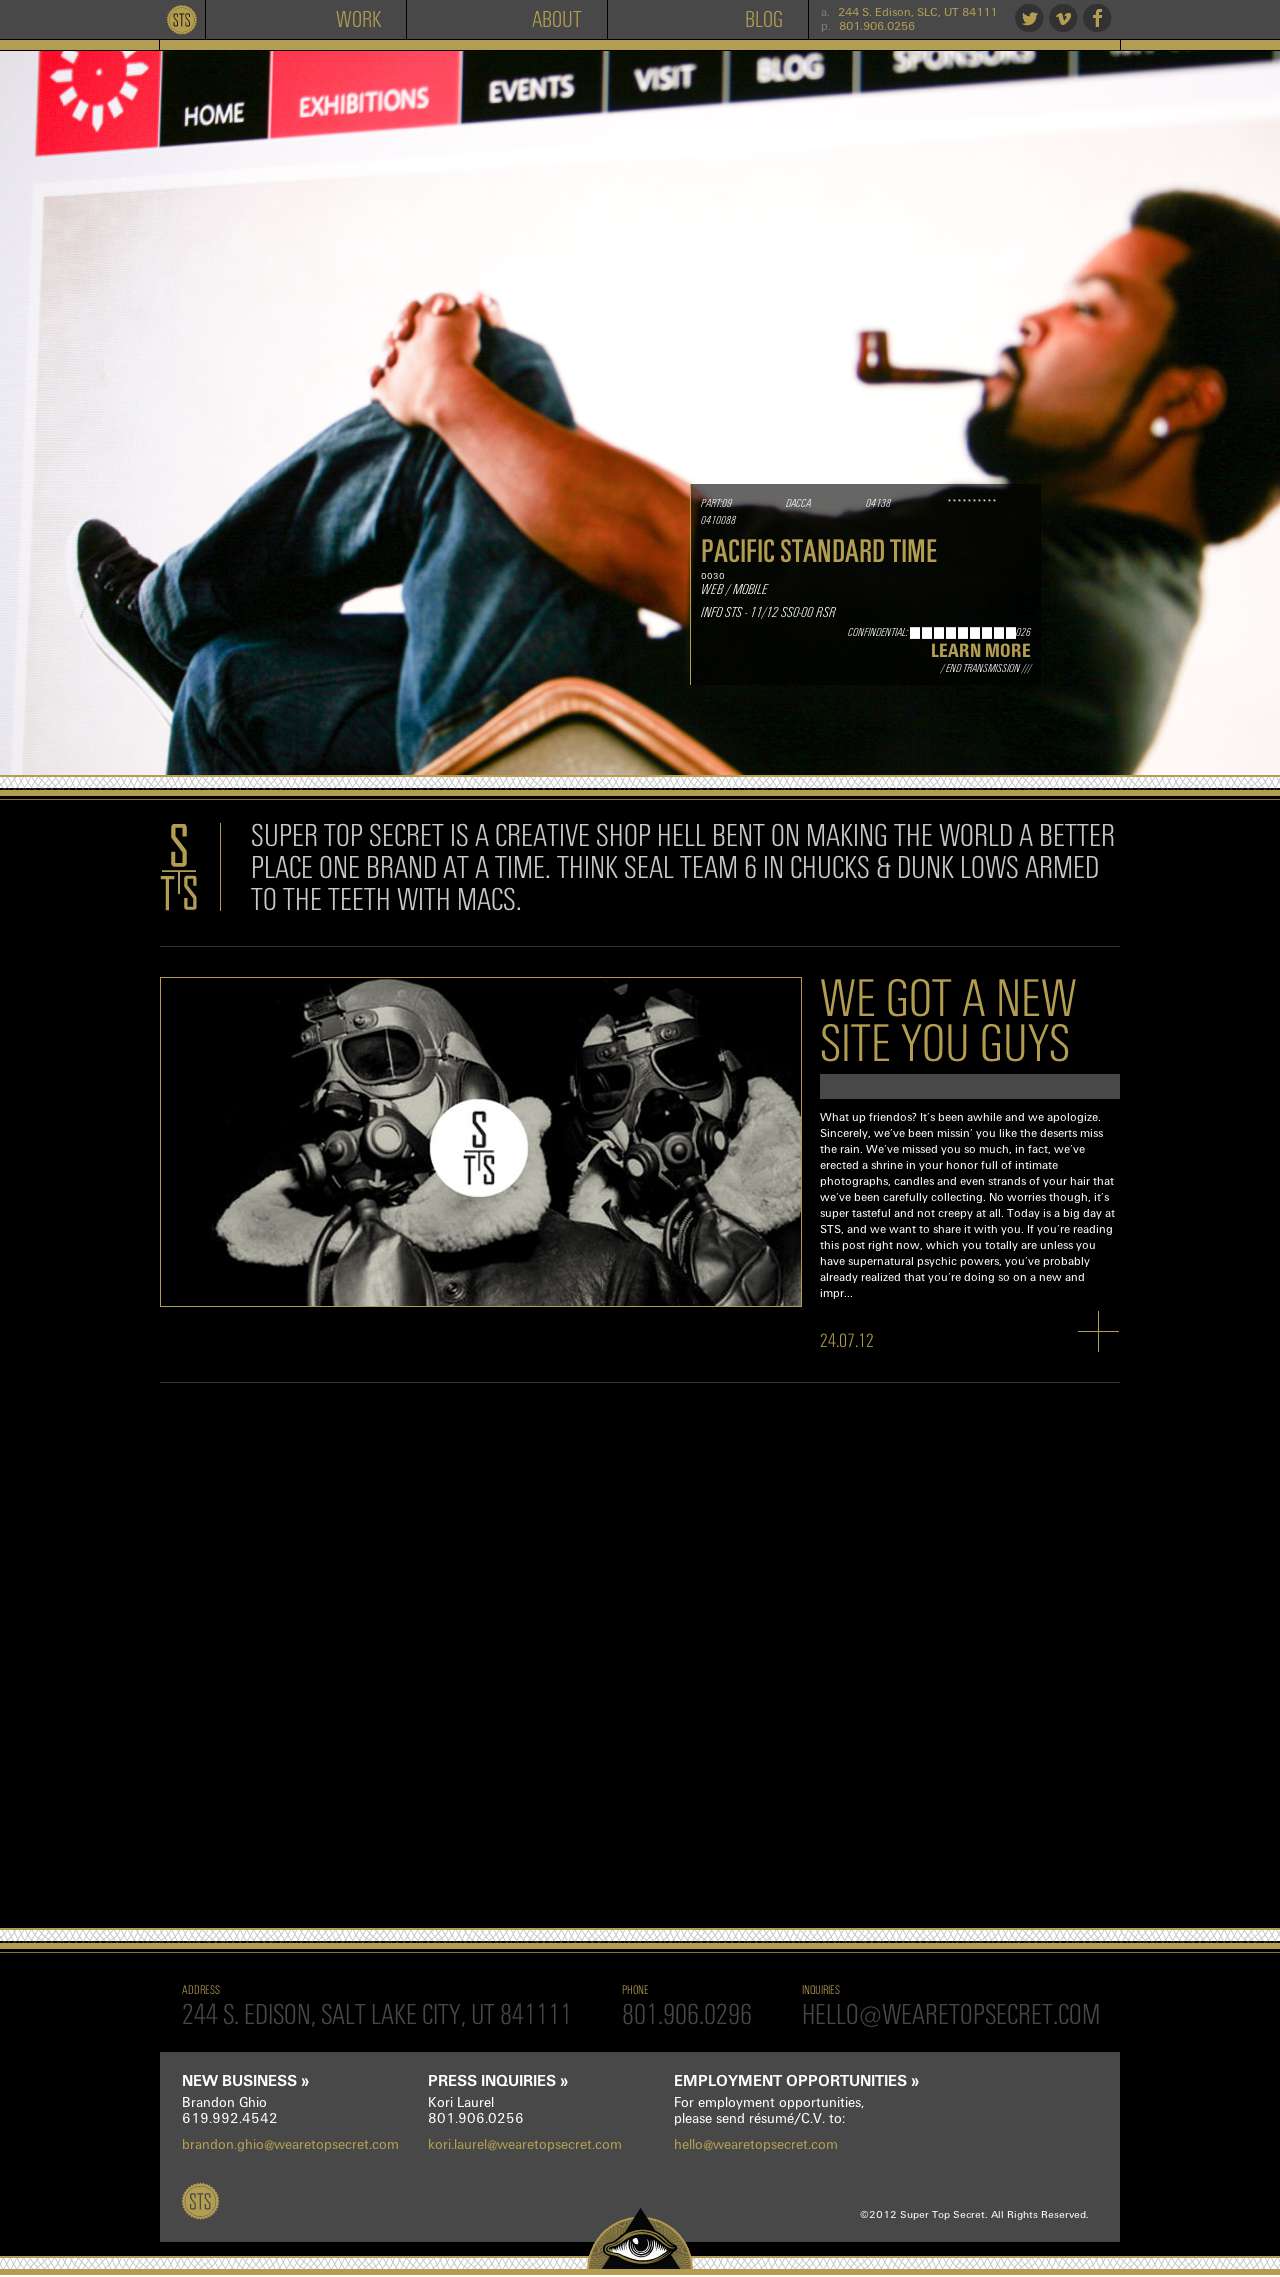 STS
WORK
ABOUT
BLOG
a. 244 S. Edison, SLC, UT 84111
p. 801.906.0256
HOME
EXHIBITIONS
EVENTS
VISIT
BLOG
SPONSORS
PART:09 DACCA 04138 **********
0410088
PACIFIC STANDARD TIME
0030
WEB / MOBILE
INFO STS - 11/12 SS0-00 RSR
CONFINDENTIAL: 026
LEARN MORE
/ END TRANSMISSION ///
S
TS
SUPER TOP SECRET IS A CREATIVE SHOP HELL BENT ON MAKING THE WORLD A BETTER
PLACE ONE BRAND AT A TIME. THINK SEAL TEAM 6 IN CHUCKS & DUNK LOWS ARMED
TO THE TEETH WITH MACS.
S
TS
WE GOT A NEW
SITE YOU GUYS
What up friendos? It's been awhile and we apologize.
Sincerely, we've been missin' you like the deserts miss
the rain. We've missed you so much, in fact, we've
erected a shrine in your honor full of intimate
photographs, candles and even strands of your hair that
we've been carefully collecting. No worries though, it's
super tasteful and not creepy at all. Today is a big day at
STS, and we want to share it with you. If you're reading
this post right now, which you totally are unless you
have supernatural psychic powers, you've probably
already realized that you're doing so on a new and
impr...
24.07.12
ADDRESS
244 S. EDISON, SALT LAKE CITY, UT 841111
PHONE
801.906.0296
INQUIRIES
HELLO@WEARETOPSECRET.COM
NEW BUSINESS »
Brandon Ghio
619.992.4542
brandon.ghio@wearetopsecret.com
PRESS INQUIRIES »
Kori Laurel
801.906.0256
kori.laurel@wearetopsecret.com
EMPLOYMENT OPPORTUNITIES »
For employment opportunities,
please send résumé/C.V. to:
hello@wearetopsecret.com
STS
©2012 Super Top Secret. All Rights Reserved.